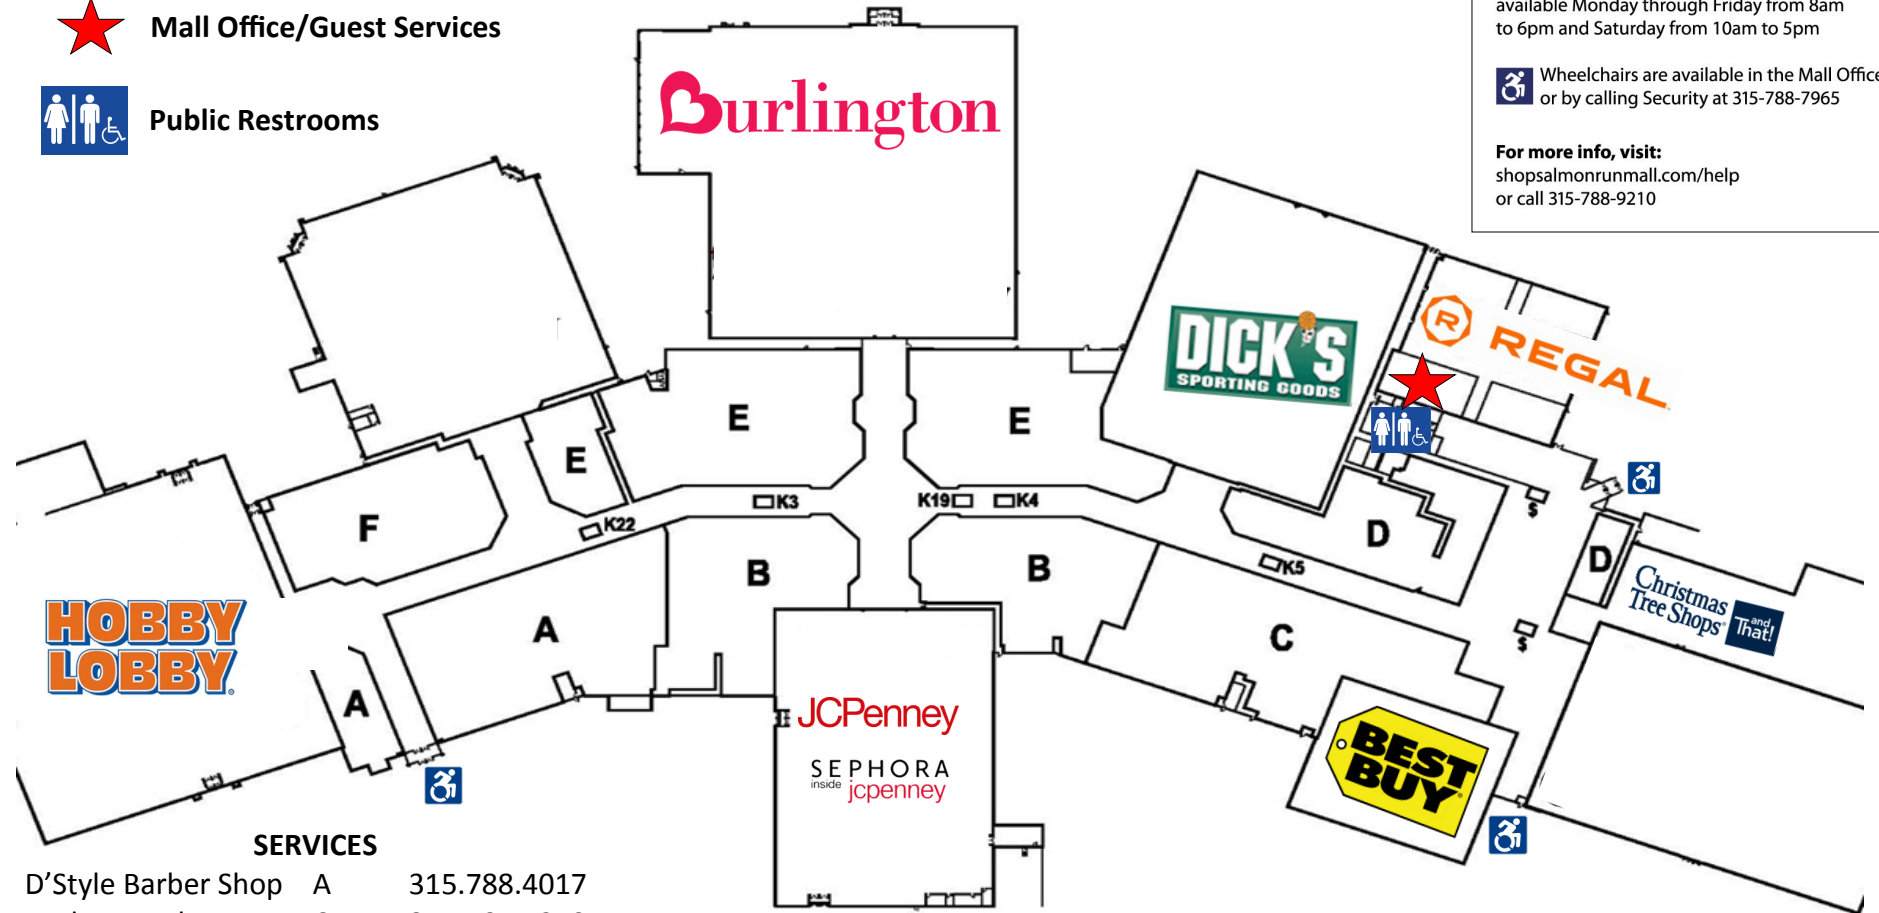 Mall Office/Guest Services
Public Restrooms
available Monday through Friday from 8am
to 6pm and Saturday from 10am to 5pm
Wheelchairs are available in the Mall Office
or by calling Security at 315-788-7965
For more info, visit:
shopsalmonrunmall.com/help
or call 315-788-9210
Burlington
DICK'S
SPORTING GOODS
R REGAL
E
E
E
K3
K19
K4
K22
K5
F
D
D
$
$
B
B
A
A
C
HOBBY
LOBBY
Christmas
Tree Shops
and
That!
JCPenney
SEPHORA
inside jcpenney
BEST
BUY
SERVICES
D'Style Barber Shop A 315.788.4017